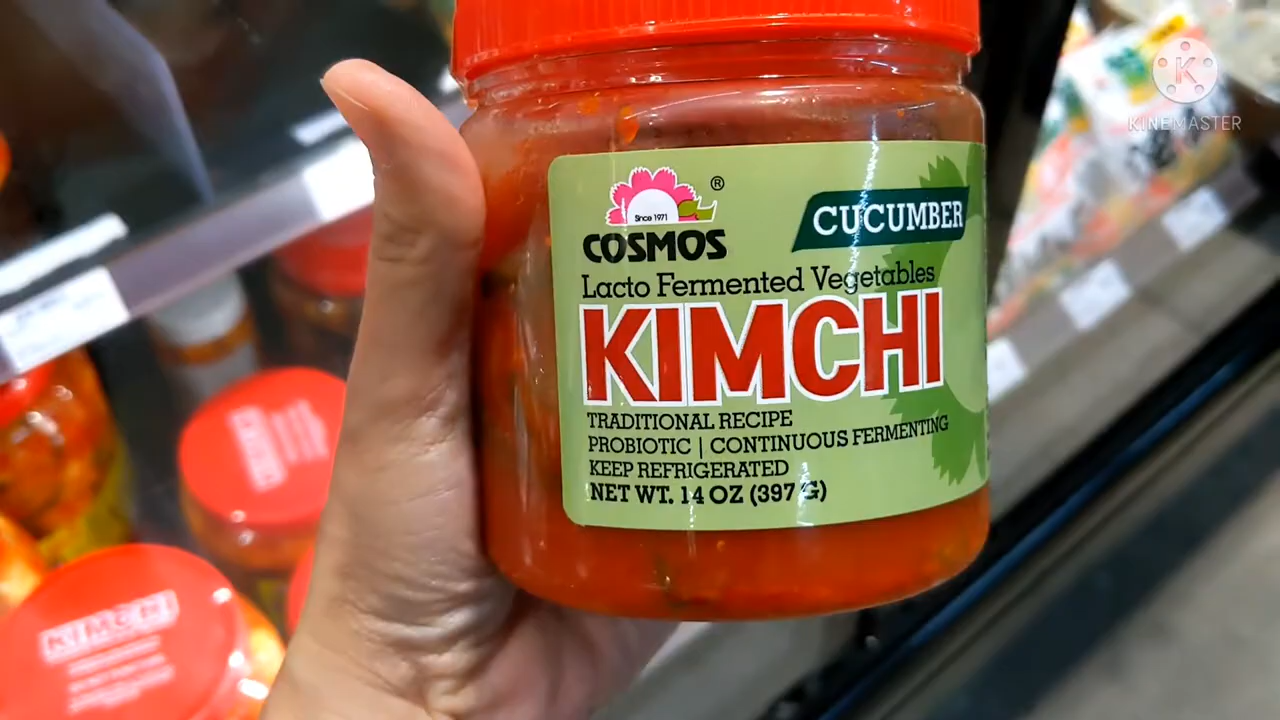 KINEMASTER
®
Since 1971
COSMOS
CUCUMBER
Lacto Fermented Vegetables
KIMCHI
TRADITIONAL RECIPE
PROBIOTIC | CONTINUOUS FERMENTING
KEEP REFRIGERATED
NET WT. 14 OZ (397 G)
KIMCHI